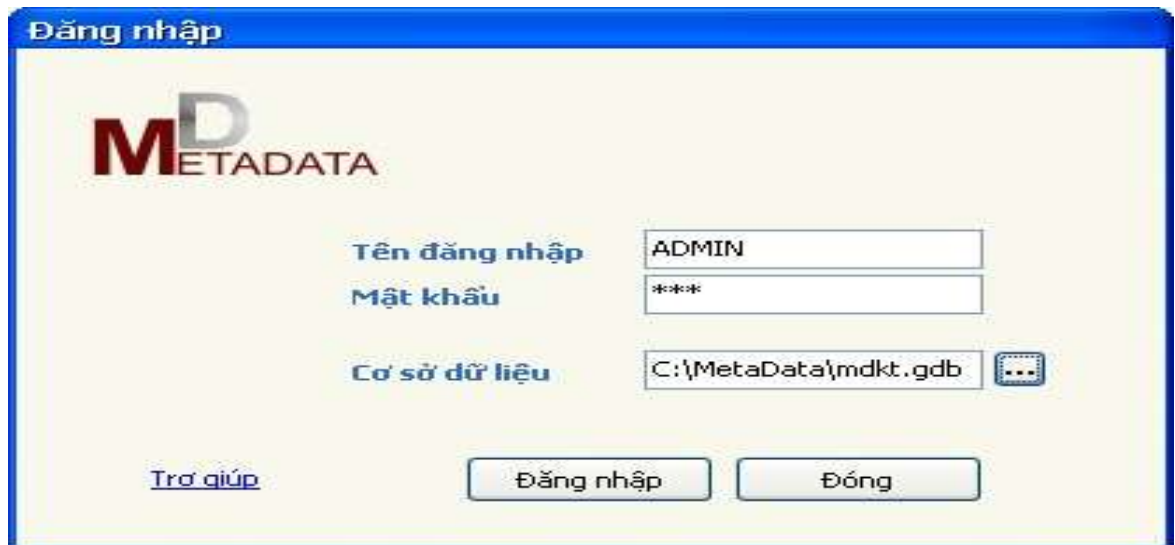 Đăng nhập
MD
METADATA
Tên đăng nhập ADMIN
Mật khẩu ***
Cơ sở dữ liệu C:\MetaData\mdkt.gdb ...
Trợ giúp Đăng nhập Đóng